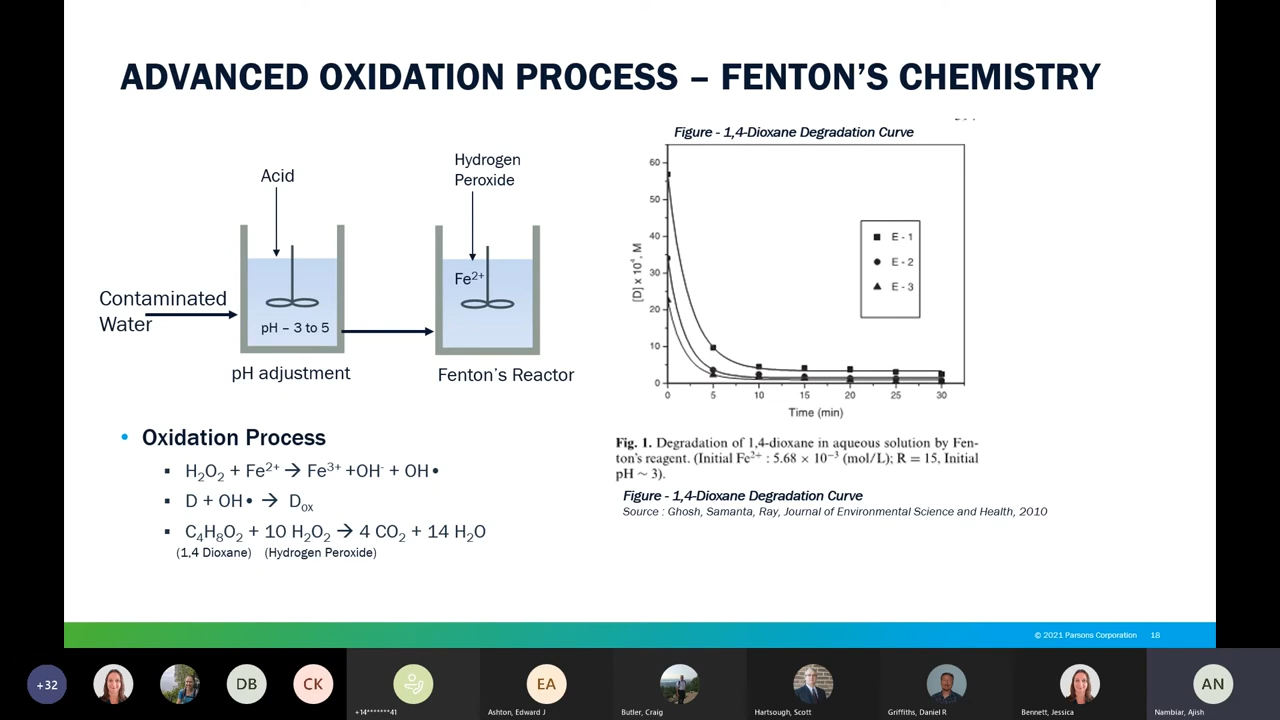 ADVANCED OXIDATION PROCESS – FENTON'S CHEMISTRY
Acid
Hydrogen
Peroxide
Fe²⁺
Contaminated
Water
pH – 3 to 5
pH adjustment
Fenton's Reactor
• Oxidation Process
▪ H₂O₂ + Fe²⁺ → Fe³⁺ +OH⁻ + OH•
▪ D + OH• → Dₒₓ
▪ C₄H₈O₂ + 10 H₂O₂ → 4 CO₂ + 14 H₂O
(1,4 Dioxane) (Hydrogen Peroxide)
Figure - 1,4-Dioxane Degradation Curve
60
50
40
30
20
10
0
[D] x 10⁴, M
E - 1
E - 2
E - 3
0 5 10 15 20 25 30
Time (min)
Fig. 1. Degradation of 1,4-dioxane in aqueous solution by Fen-
ton's reagent. (Initial Fe²⁺ : 5.68 × 10⁻³ (mol/L); R = 15, Initial
pH ~ 3).
Figure - 1,4-Dioxane Degradation Curve
Source : Ghosh, Samanta, Ray, Journal of Environmental Science and Health, 2010
© 2021 Parsons Corporation 18
+32
DB
CK
+14*******41
EA
Ashton, Edward J
Butler, Craig
Hartsough, Scott
Griffiths, Daniel R
Bennett, Jessica
AN
Nambiar, Ajish